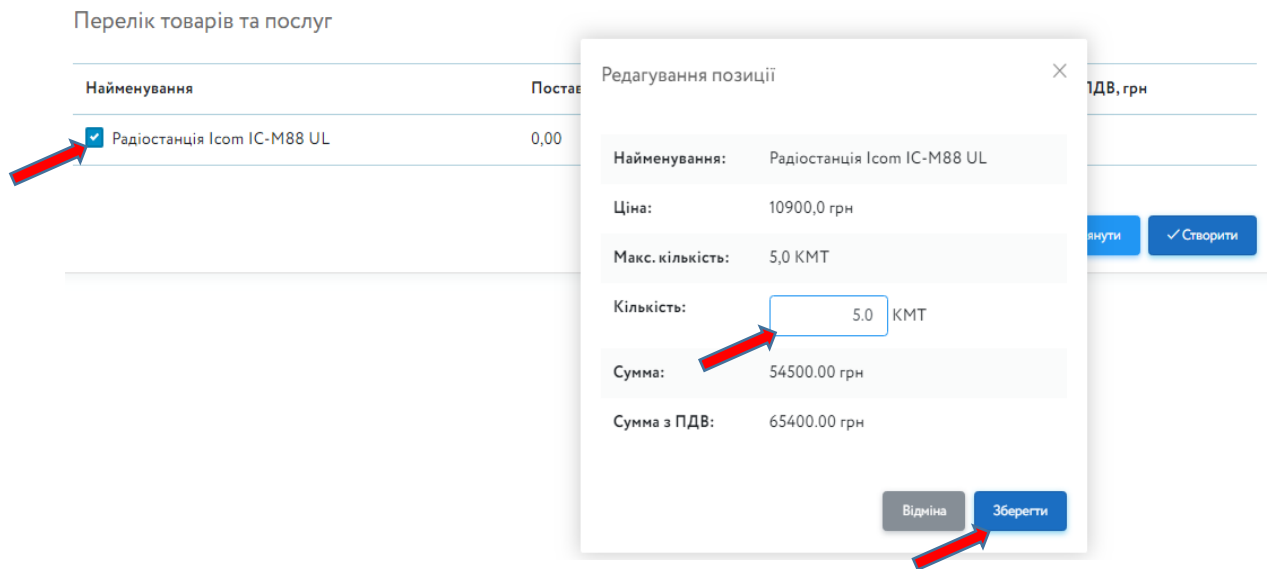 Перелік товарів та послуг
Найменування
Постав
ПДВ, грн
Радіостанція Icom IC-M88 UL
0,00
янути
Створити
Редагування позиції
Найменування: Радіостанція Icom IC-M88 UL
Ціна: 10900,0 грн
Макс. кількість: 5,0 КМТ
Кількість: 5.0 КМТ
Сумма: 54500.00 грн
Сумма з ПДВ: 65400.00 грн
Відміна
Зберегти